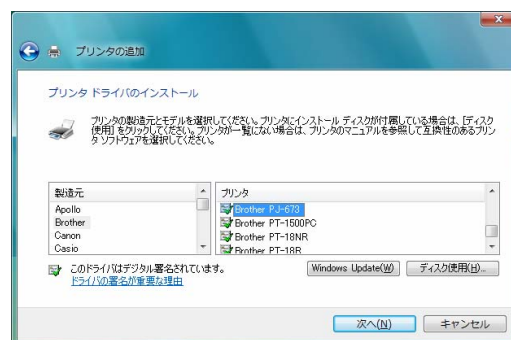 プリンタの追加
プリンタ ドライバのインストール
プリンタの製造元とモデルを選択してください。プリンタにインストール ディスクが付属している場合は、[ディスク
使用] をクリックしてください。プリンタが一覧にない場合は、プリンタのマニュアルを参照して互換性のあるプリン
タ ソフトウェアを選択してください。
製造元
Apollo
Brother
Canon
Casio
プリンタ
Brother PJ-673
Brother PT-1500PC
Brother PT-18NR
Brother PT-18R
このドライバはデジタル署名されています。
ドライバの署名が重要な理由
Windows Update(W)
ディスク使用(H)...
次へ(N)
キャンセル